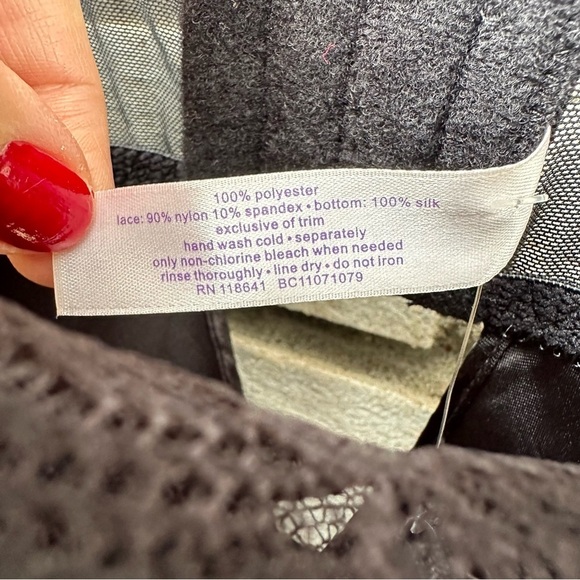 100% polyester
lace: 90% nylon 10% spandex • bottom: 100% silk
exclusive of trim
hand wash cold • separately
only non-chlorine bleach when needed
rinse thoroughly • line dry • do not iron
RN 118641 BC11071079